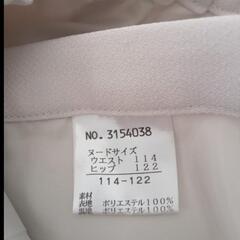 NO.3154038
ヌードサイズ
ウエスト 114
ヒップ 122
114-122
素材
表地 ポリエステル100%
裏地 ポリエステル100%